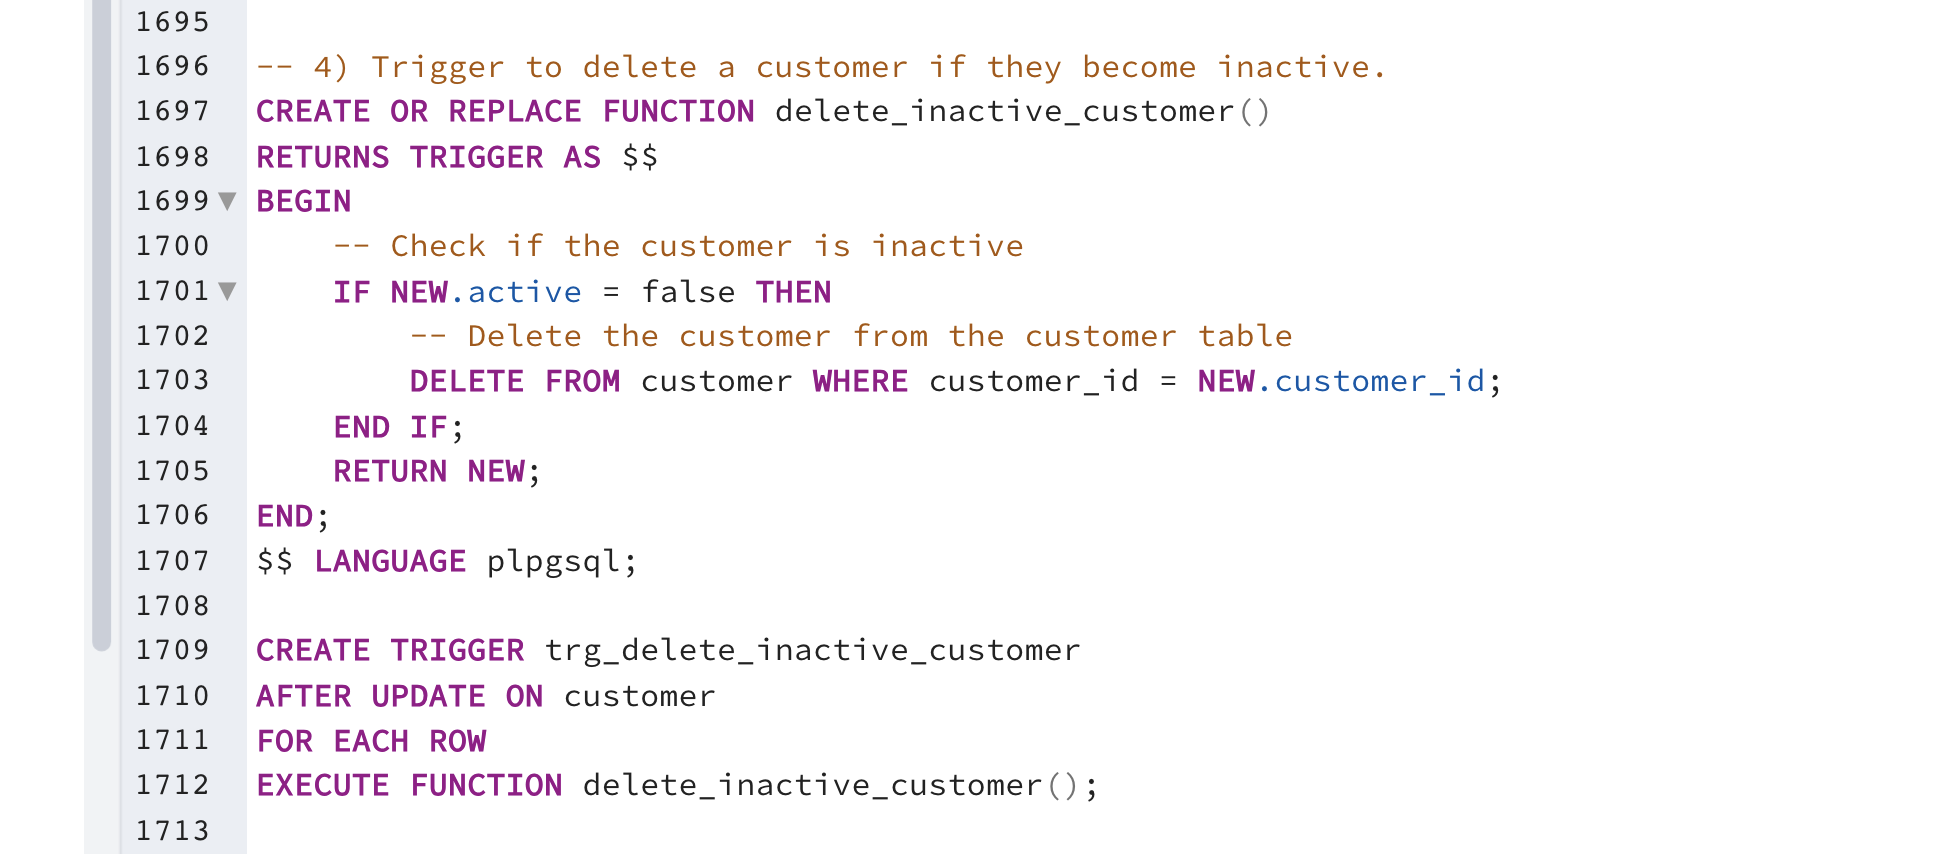 1695
1696 -- 4) Trigger to delete a customer if they become inactive.
1697 CREATE OR REPLACE FUNCTION delete_inactive_customer()
1698 RETURNS TRIGGER AS $$
1699 ▼ BEGIN
1700     -- Check if the customer is inactive
1701 ▼     IF NEW.active = false THEN
1702         -- Delete the customer from the customer table
1703         DELETE FROM customer WHERE customer_id = NEW.customer_id;
1704     END IF;
1705     RETURN NEW;
1706 END;
1707 $$ LANGUAGE plpgsql;
1708
1709 CREATE TRIGGER trg_delete_inactive_customer
1710 AFTER UPDATE ON customer
1711 FOR EACH ROW
1712 EXECUTE FUNCTION delete_inactive_customer();
1713